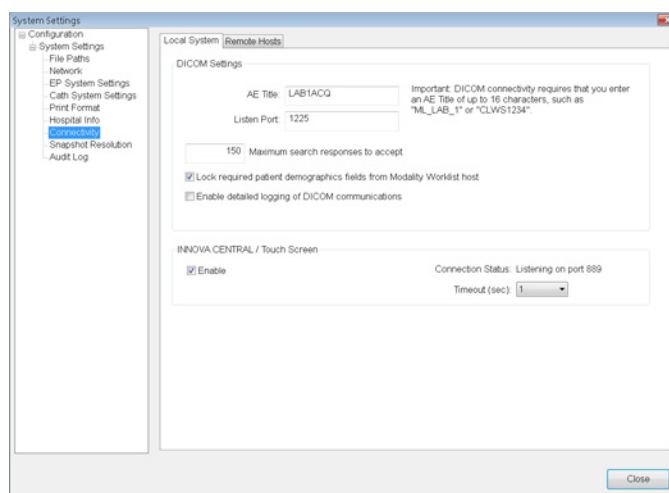 System Settings
Configuration
System Settings
File Paths
Network
EP System Settings
Cath System Settings
Print Format
Hospital Info
Connectivity
Snapshot Resolution
Audit Log
Local System
Remote Hosts
DICOM Settings
AE Title: LAB1ACQ
Important: DICOM connectivity requires that you enter
an AE Title of up to 16 characters, such as
"ML_LAB_1" or "CLWS1234".
Listen Port: 1225
150 Maximum search responses to accept
Lock required patient demographics fields from Modality Worklist host
Enable detailed logging of DICOM communications
INNOVA CENTRAL / Touch Screen
Enable
Connection Status: Listening on port 889
Timeout (sec): 1
Close